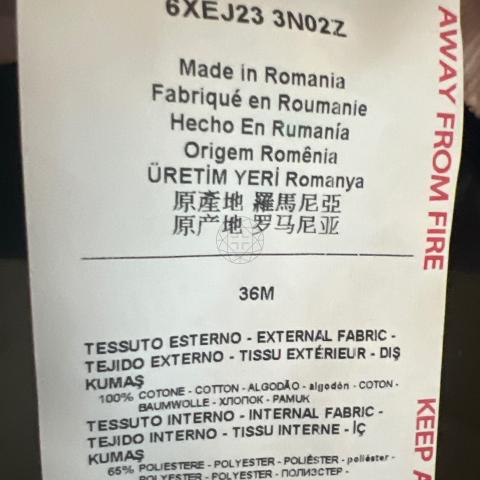 6XEJ23 3N02Z
Made in Romania
Fabriqué en Roumanie
Hecho En Rumanía
Origem Romênia
ÜRETİM YERİ Romanya
原產地 羅馬尼亞
原产地 罗马尼亚
36M
TESSUTO ESTERNO - EXTERNAL FABRIC -
TEJIDO EXTERNO - TISSU EXTÉRIEUR - DIŞ
KUMAŞ
100% COTONE - COTTON - ALGODÃO - algodón - COTON -
BAUMWOLLE - ХЛОПОК - PAMUK
TESSUTO INTERNO - INTERNAL FABRIC -
TEJIDO INTERNO - TISSU INTERNE - İÇ
KUMAŞ
65% POLIESTERE - POLYESTER - POLIÉSTER - poliéster -
POLYESTER - POLYESTER - ПОЛИЭСТЕР -
AWAY FROM FIRE
KEEP